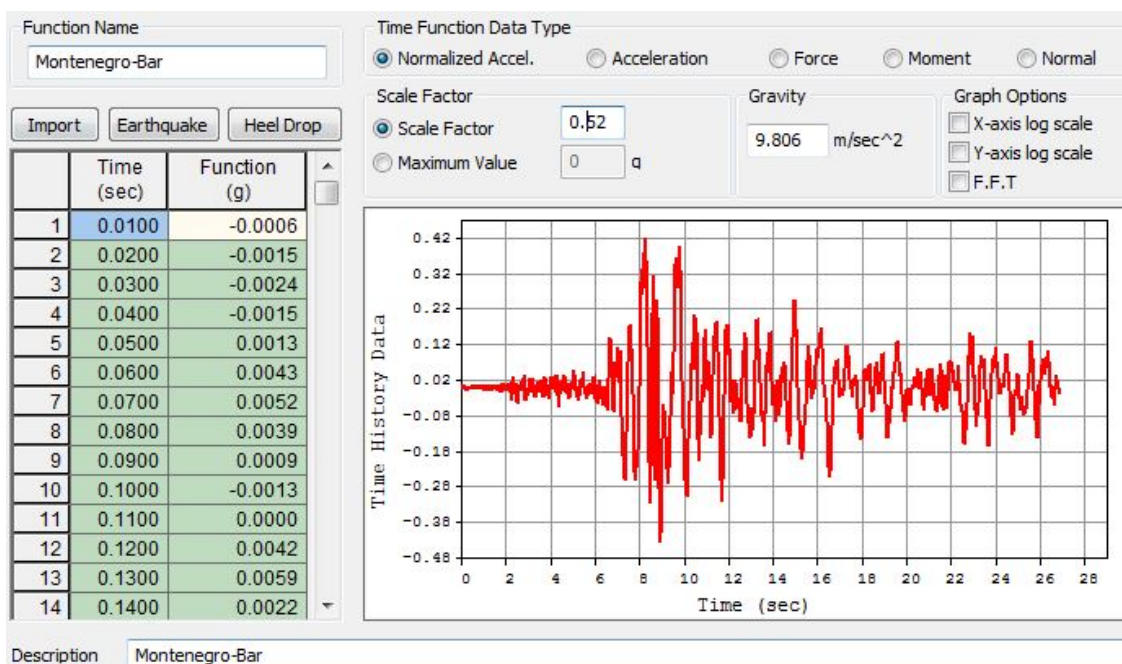 Function Name
Montenegro-Bar
Time Function Data Type
Normalized Accel. Acceleration Force Moment Normal
Import Earthquake Heel Drop
Scale Factor
Scale Factor 0.52
Maximum Value 0 g
Gravity
9.806 m/sec^2
Graph Options
X-axis log scale
Y-axis log scale
F.F.T
Time (sec) Function (g)
1 0.0100 -0.0006
2 0.0200 -0.0015
3 0.0300 -0.0024
4 0.0400 -0.0015
5 0.0500 0.0013
6 0.0600 0.0043
7 0.0700 0.0052
8 0.0800 0.0039
9 0.0900 0.0009
10 0.1000 -0.0013
11 0.1100 0.0000
12 0.1200 0.0042
13 0.1300 0.0059
14 0.1400 0.0022
Time History Data
0.42
0.32
0.22
0.12
0.02
-0.08
-0.18
-0.28
-0.38
-0.48
0 2 4 6 8 10 12 14 16 18 20 22 24 26 28
Time (sec)
Description Montenegro-Bar